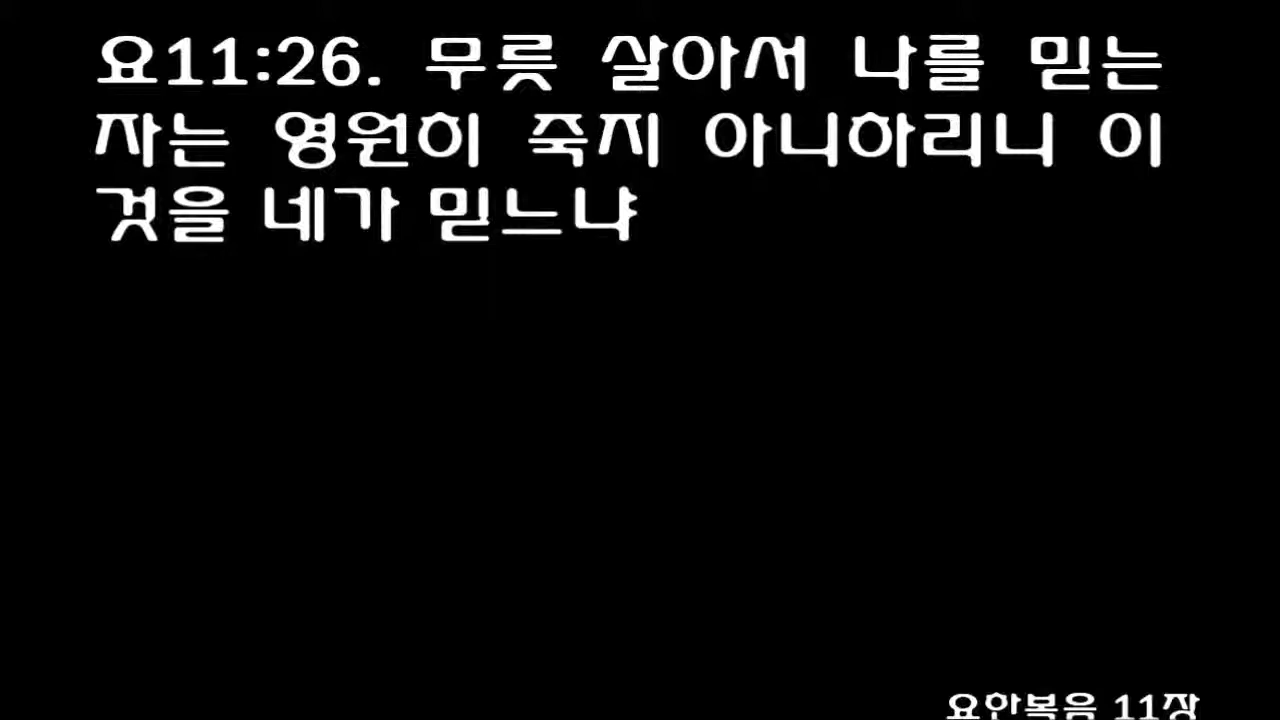 요11:26. 무릇 살아서 나를 믿는
자는 영원히 죽지 아니하리니 이
것을 네가 믿느냐
요한복음 11장